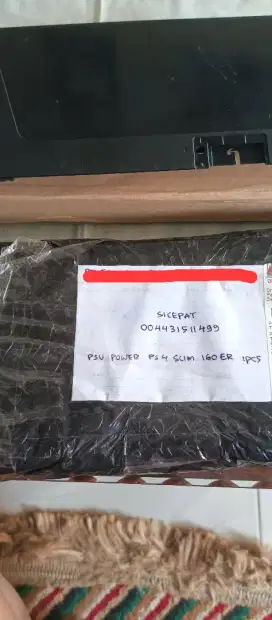 SICEPAT
004431511499
PSU POWER PS4 SLIM 160ER 1PCS